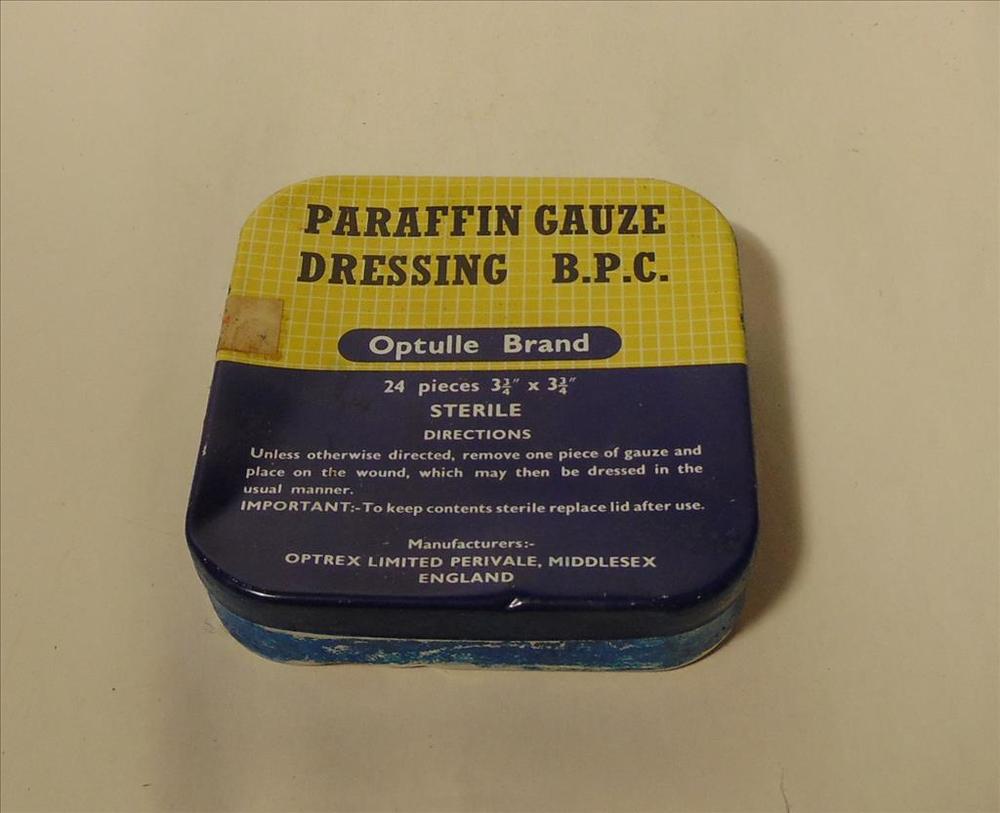 PARAFFIN GAUZE
DRESSING B.P.C.
Optulle Brand
24 pieces 3¾″ x 3¾″
STERILE
DIRECTIONS
Unless otherwise directed, remove one piece of gauze and
place on the wound, which may then be dressed in the
usual manner.
IMPORTANT:-To keep contents sterile replace lid after use.
Manufacturers:-
OPTREX LIMITED PERIVALE, MIDDLESEX
ENGLAND